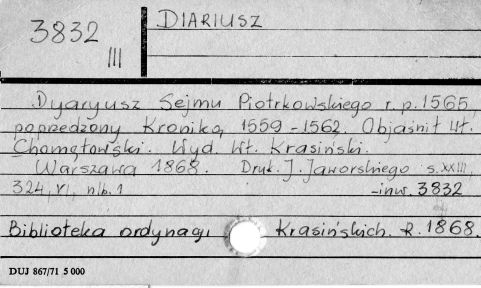 3832
III
DIARIUSZ
Dyaryusz Sejmu Piotrkowskiego r.p. 1565
poprzedzony Kroniką 1559-1562. Objaśnił Wł.
Chomętowski. Wyd. Wł. Krasiński.
Warszawa 1868. Druk. J. Jaworskiego s. XXIII,
324, VI, nlb. 1
-inw. 3832
Biblioteka ordynacji Krasińskich. R. 1868.
DUJ 867/71 5 000